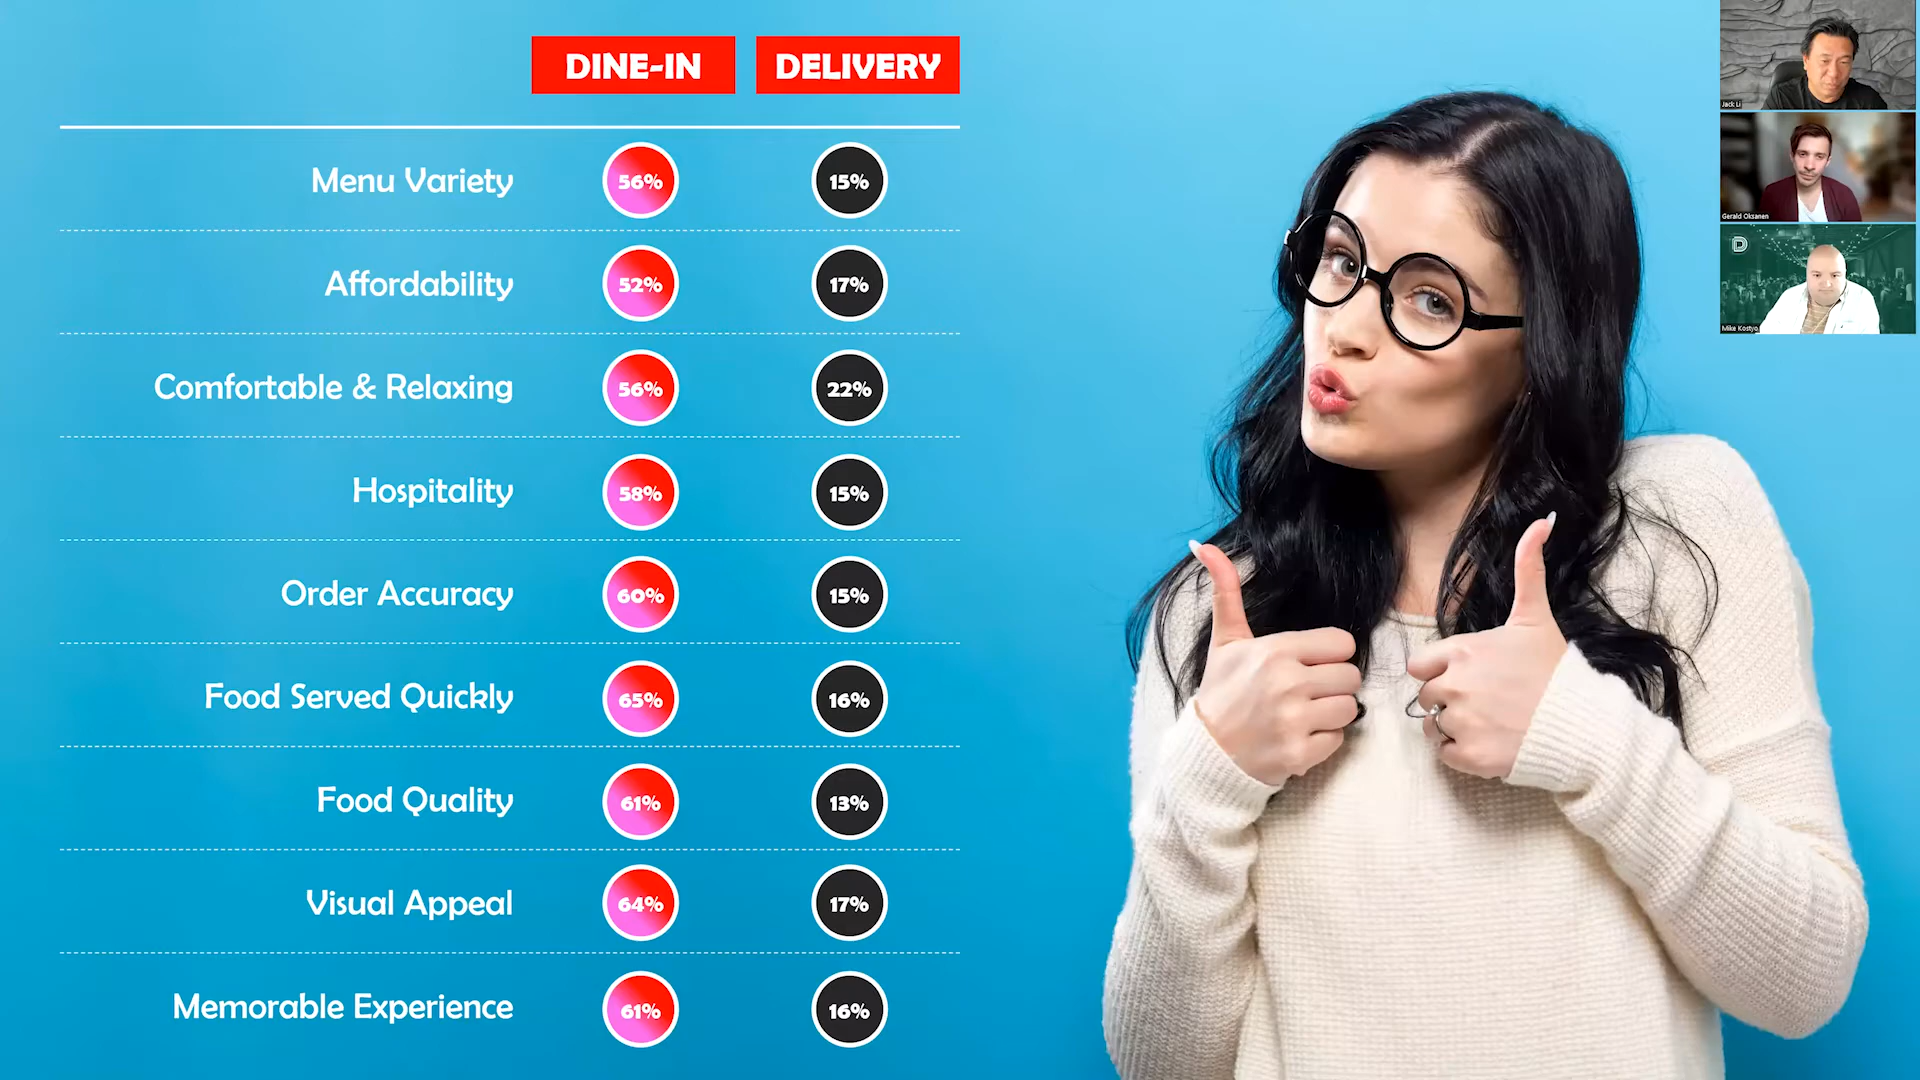 DINE-IN DELIVERY
Menu Variety 56% 15%
Affordability 52% 17%
Comfortable & Relaxing 56% 22%
Hospitality 58% 15%
Order Accuracy 60% 15%
Food Served Quickly 65% 16%
Food Quality 61% 13%
Visual Appeal 64% 17%
Memorable Experience 61% 16%
Jack Li
Gerald Oksanen
Mike Kostyo